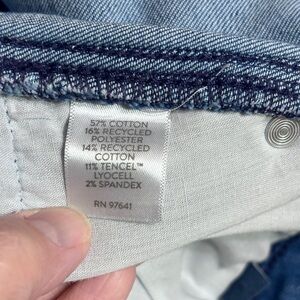 57% COTTON
16% RECYCLED
POLYESTER
14% RECYCLED
COTTON
11% TENCEL™
LYOCELL
2% SPANDEX
RN 97641